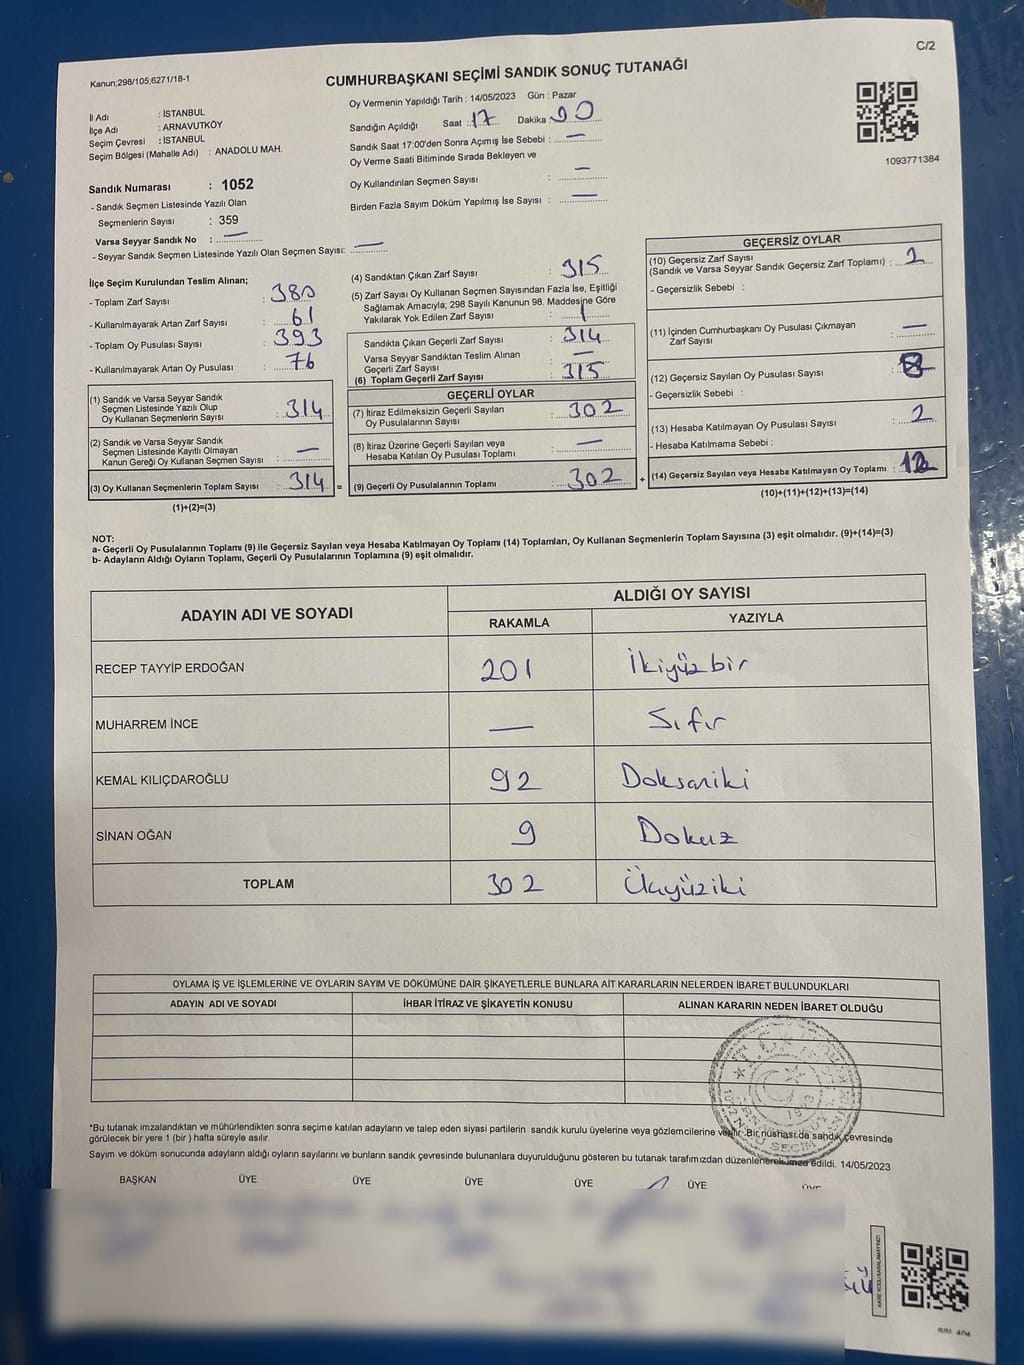 C/2
Kanun;298/105,6271/18-1
CUMHURBAŞKANI SEÇİMİ SANDIK SONUÇ TUTANAĞI
İl Adı : İSTANBUL
İlçe Adı : ARNAVUTKÖY
Seçim Çevresi : İSTANBUL
Seçim Bölgesi (Mahalle Adı) : ANADOLU MAH.
Oy Vermenin Yapıldığı Tarih : 14/05/2023 Gün : Pazar
Sandığın Açıldığı Saat : 17 Dakika 00
Sandık Saat 17:00'den Sonra Açımış İse Sebebi : —
Oy Verme Saati Bitiminde Sırada Bekleyen ve
Oy Kullandırılan Seçmen Sayısı : —
Birden Fazla Sayım Döküm Yapılmış İse Sayısı : —
1093771384
Sandık Numarası : 1052
- Sandık Seçmen Listesinde Yazılı Olan
Seçmenlerin Sayısı : 359
Varsa Seyyar Sandık No : —
- Seyyar Sandık Seçmen Listesinde Yazılı Olan Seçmen Sayısı: —
İlçe Seçim Kurulundan Teslim Alınan;
- Toplam Zarf Sayısı : 380
- Kullanılmayarak Artan Zarf Sayısı : 61
- Toplam Oy Pusulası Sayısı : 393
- Kullanılmayarak Artan Oy Pusulası : 76
(1) Sandık ve Varsa Seyyar Sandık
Seçmen Listesinde Yazılı Olup
Oy Kullanan Seçmenlerin Sayısı : 314
(2) Sandık ve Varsa Seyyar Sandık
Seçmen Listesinde Kayıtlı Olmayan
Kanun Gereği Oy Kullanan Seçmen Sayısı : —
(3) Oy Kullanan Seçmenlerin Toplam Sayısı : 314 =
(1)+(2)=(3)
(4) Sandıktan Çıkan Zarf Sayısı : 315
(5) Zarf Sayısı Oy Kullanan Seçmen Sayısından Fazla İse, Eşitliği
Sağlamak Amacıyla; 298 Sayılı Kanunun 98. Maddesine Göre
Yakılarak Yok Edilen Zarf Sayısı : 1
Sandıkta Çıkan Geçerli Zarf Sayısı : 314
Varsa Seyyar Sandıktan Teslim Alınan
Geçerli Zarf Sayısı : —
(6) Toplam Geçerli Zarf Sayısı : 315
GEÇERLİ OYLAR
(7) İtiraz Edilmeksizin Geçerli Sayılan
Oy Pusulalarının Sayısı : 302
(8) İtiraz Üzerine Geçerli Sayılan veya
Hesaba Katılan Oy Pusulası Toplamı : —
(9) Geçerli Oy Pusulalarının Toplamı : 302 +
GEÇERSİZ OYLAR
(10) Geçersiz Zarf Sayısı
(Sandık ve Varsa Seyyar Sandık Geçersiz Zarf Toplamı) : 2
- Geçersizlik Sebebi :
(11) İçinden Cumhurbaşkanı Oy Pusulası Çıkmayan
Zarf Sayısı : —
(12) Geçersiz Sayılan Oy Pusulası Sayısı : 8
- Geçersizlik Sebebi :
(13) Hesaba Katılmayan Oy Pusulası Sayısı : 2
- Hesaba Katılmama Sebebi :
(14) Geçersiz Sayılan veya Hesaba Katılmayan Oy Toplamı : 12
(10)+(11)+(12)+(13)=(14)
NOT:
a- Geçerli Oy Pusulalarının Toplamı (9) ile Geçersiz Sayılan veya Hesaba Katılmayan Oy Toplamı (14) Toplamları, Oy Kullanan Seçmenlerin Toplam Sayısına (3) eşit olmalıdır. (9)+(14)=(3)
b- Adayların Aldığı Oyların Toplamı, Geçerli Oy Pusulalarının Toplamına (9) eşit olmalıdır.
ADAYIN ADI VE SOYADI
ALDIĞI OY SAYISI
RAKAMLA YAZIYLA
RECEP TAYYİP ERDOĞAN 201 İkiyüzbir
MUHARREM İNCE — Sıfır
KEMAL KILIÇDAROĞLU 92 Doksaniki
SİNAN OĞAN 9 Dokuz
TOPLAM 302 Üçyüziki
OYLAMA İŞ VE İŞLEMLERİNE VE OYLARIN SAYIM VE DÖKÜMÜNE DAİR ŞİKAYETLERLE BUNLARA AİT KARARLARIN NELERDEN İBARET BULUNDUKLARI
ADAYIN ADI VE SOYADI İHBAR İTİRAZ VE ŞİKAYETİN KONUSU ALINAN KARARIN NEDEN İBARET OLDUĞU
T.C.
1923
*Bu tutanak imzalandıktan ve mühürlendikten sonra seçime katılan adayların ve talep eden siyasi partilerin sandık kurulu üyelerine veya gözlemcilerine verilir. Bir nüshası da sandık çevresinde
görülecek bir yere 1 (bir ) hafta süreyle asılır.
Sayım ve döküm sonucunda adayların aldığı oyların sayılarını ve bunların sandık çevresinde bulunanlara duyurulduğunu gösteren bu tutanak tarafımızdan düzenlenerek imza edildi. 14/05/2023
BAŞKAN ÜYE ÜYE ÜYE ÜYE ÜYE ÜYE
KARE KODU KARALAMAYINIZ!